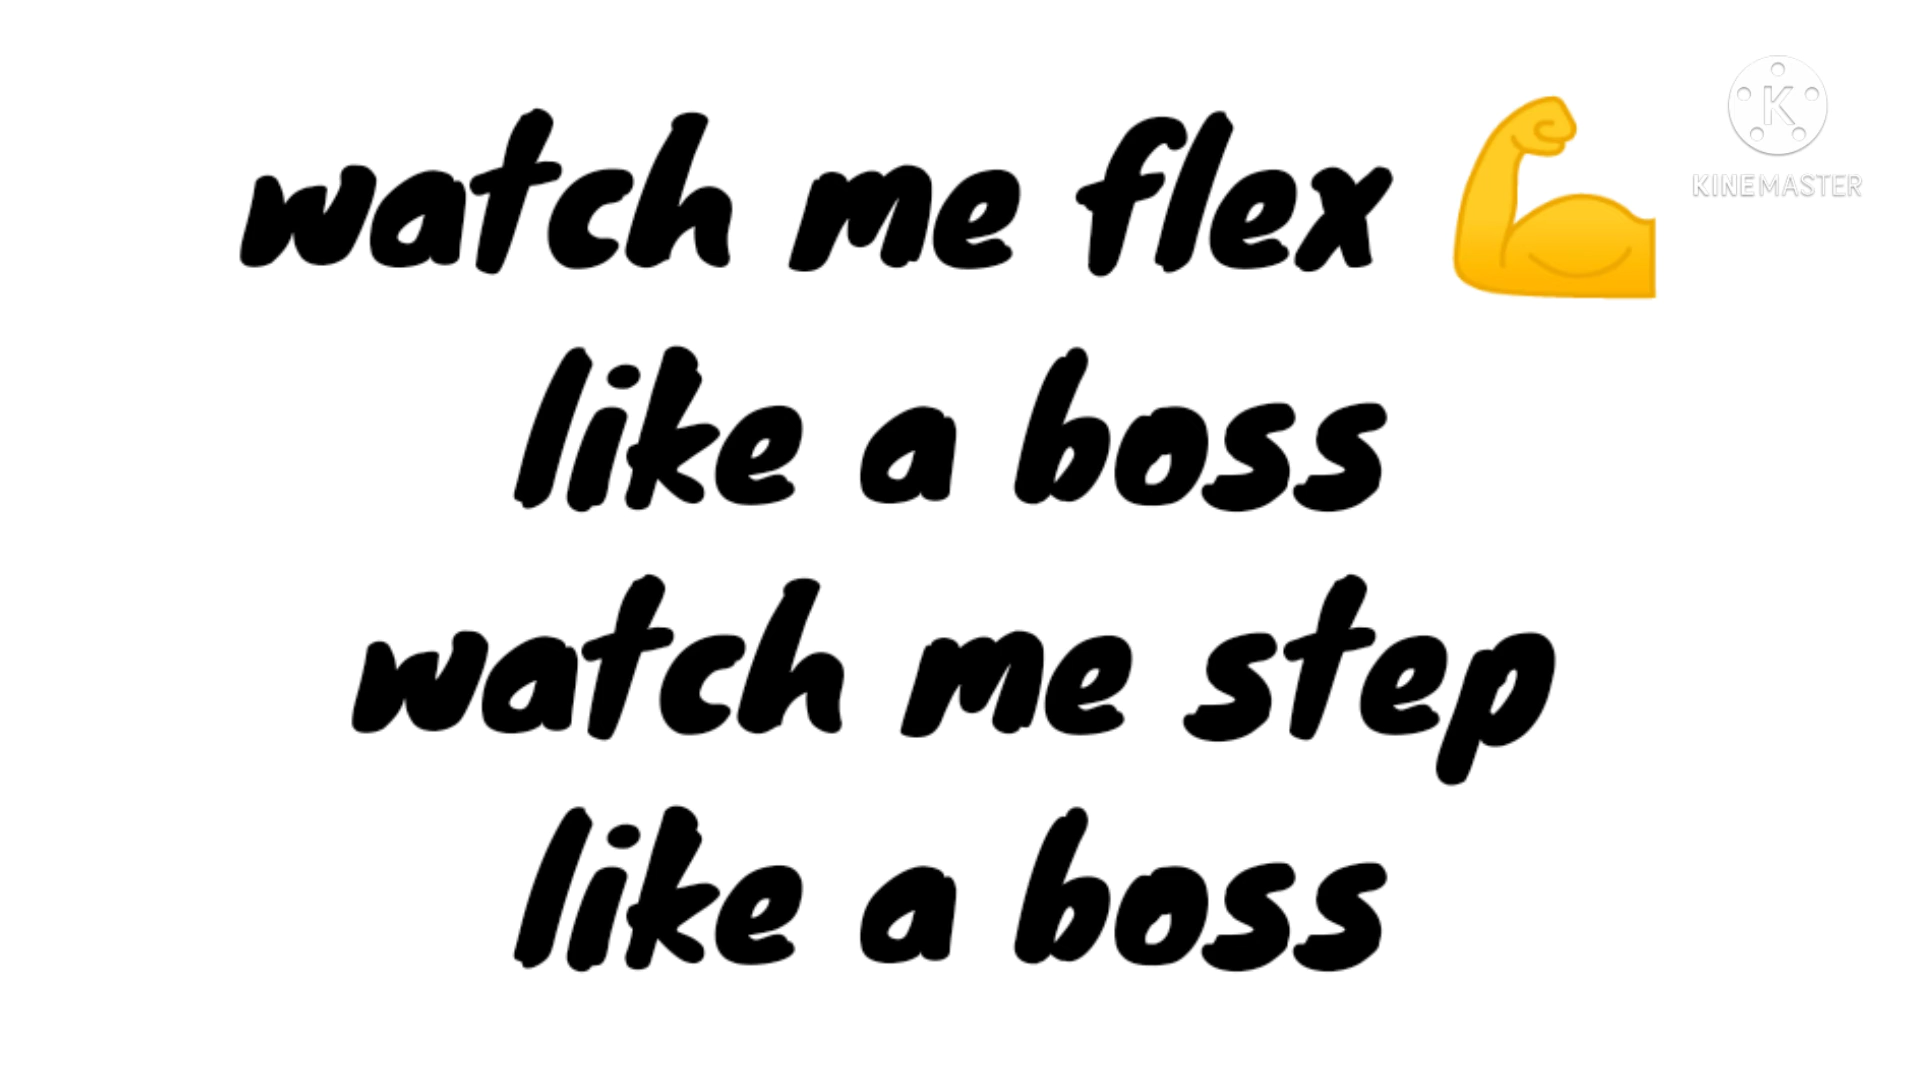 watch me flex 💪
like a boss
watch me step
like a boss
K
KINEMASTER